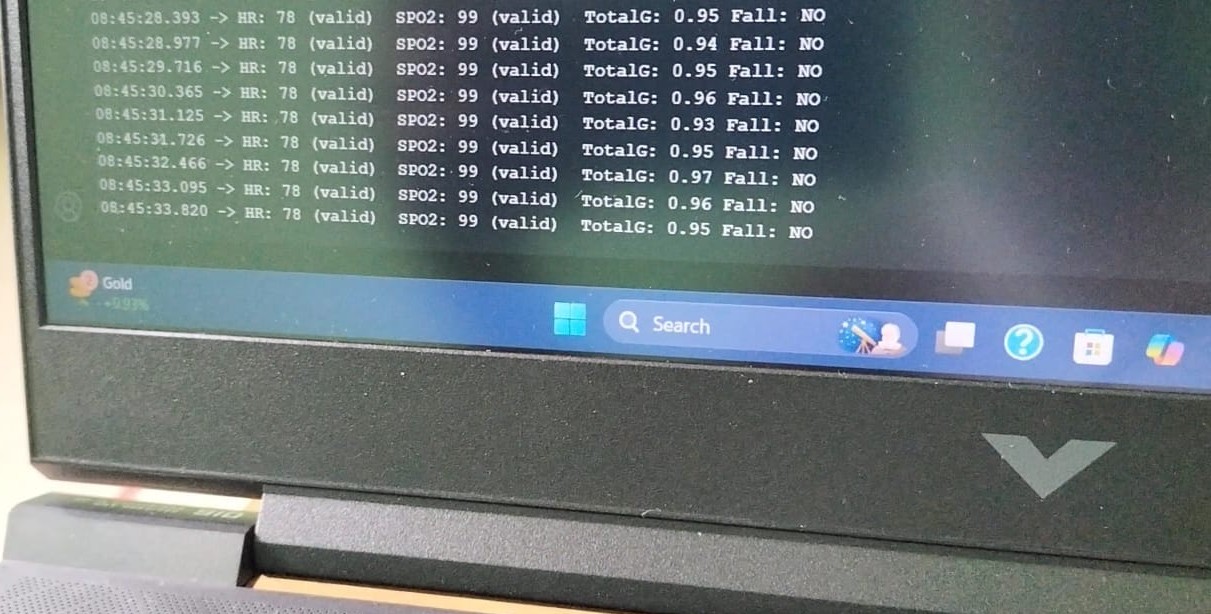 08:45:28.393 -> HR: 78 (valid) SPO2: 99 (valid) TotalG: 0.95 Fall: NO
08:45:28.977 -> HR: 78 (valid) SPO2: 99 (valid) TotalG: 0.94 Fall: NO
08:45:29.716 -> HR: 78 (valid) SPO2: 99 (valid) TotalG: 0.95 Fall: NO
08:45:30.365 -> HR: 78 (valid) SPO2: 99 (valid) TotalG: 0.96 Fall: NO
08:45:31.125 -> HR: 78 (valid) SPO2: 99 (valid) TotalG: 0.93 Fall: NO
08:45:31.726 -> HR: 78 (valid) SPO2: 99 (valid) TotalG: 0.95 Fall: NO
08:45:32.466 -> HR: 78 (valid) SPO2: 99 (valid) TotalG: 0.97 Fall: NO
08:45:33.095 -> HR: 78 (valid) SPO2: 99 (valid) TotalG: 0.96 Fall: NO
08:45:33.820 -> HR: 78 (valid) SPO2: 99 (valid) TotalG: 0.95 Fall: NO
Gold
+9.93%
Search